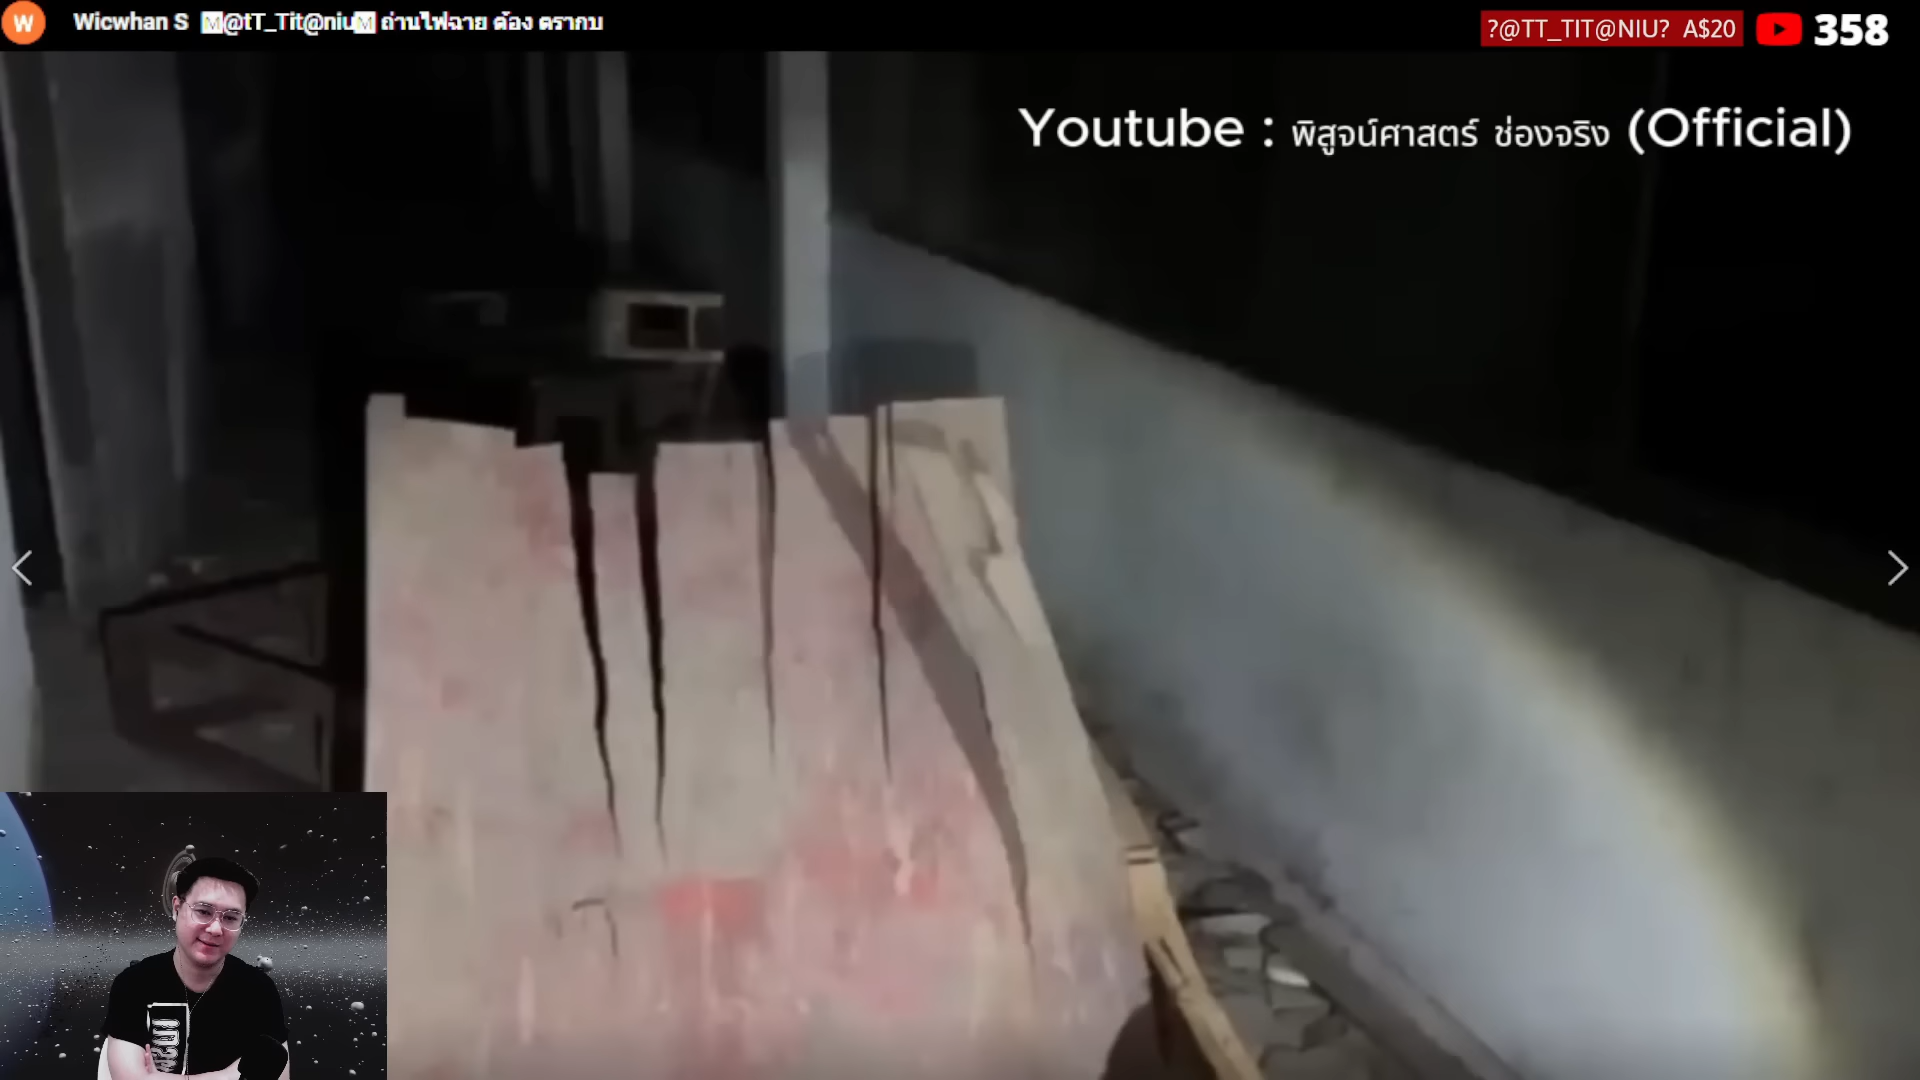 W
Wicwhan S M@tT_Tit@niuM ถ่านไฟฉาย ต้อง ตรากบ
?@TT_TIT@NIU? A$20
358
Youtube : พิสูจน์ศาสตร์ ช่องจริง (Official)